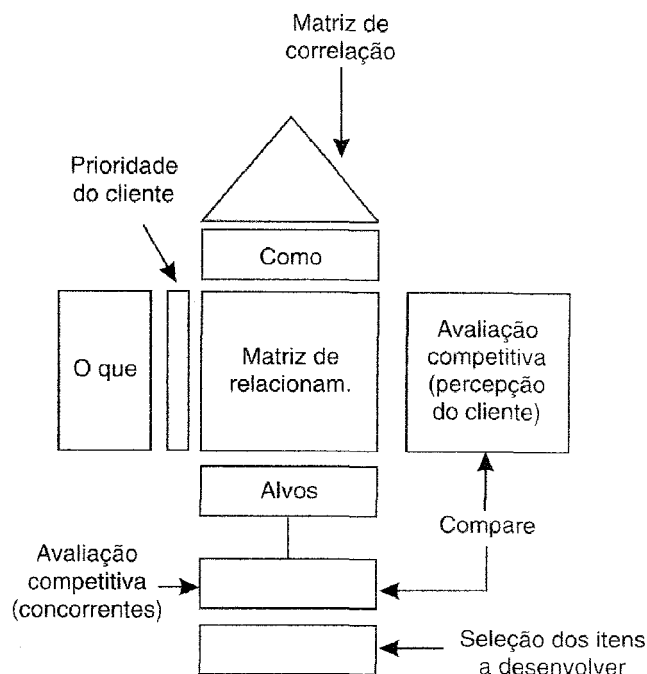 Matriz de
correlação
Prioridade
do cliente
Como
O que
Matriz de
relacionam.
Avaliação
competitiva
(percepção
do cliente)
Alvos
Compare
Avaliação
competitiva
(concorrentes)
Seleção dos itens
a desenvolver